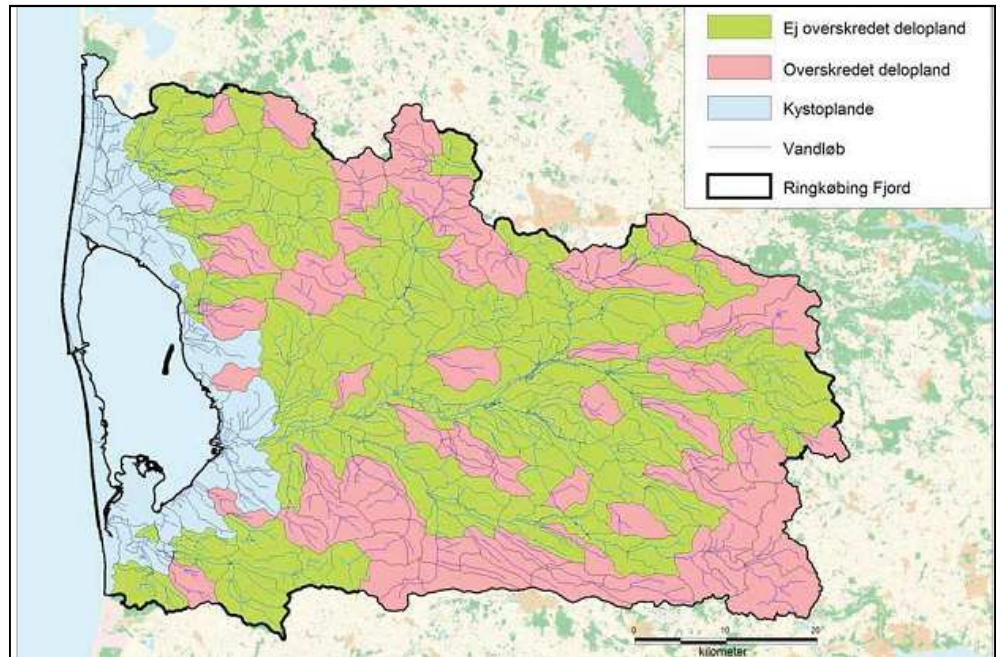 Ej overskredet delopland
Overskredet delopland
Kystoplande
Vandløb
Ringkøbing Fjord
0 10 20
kilometer